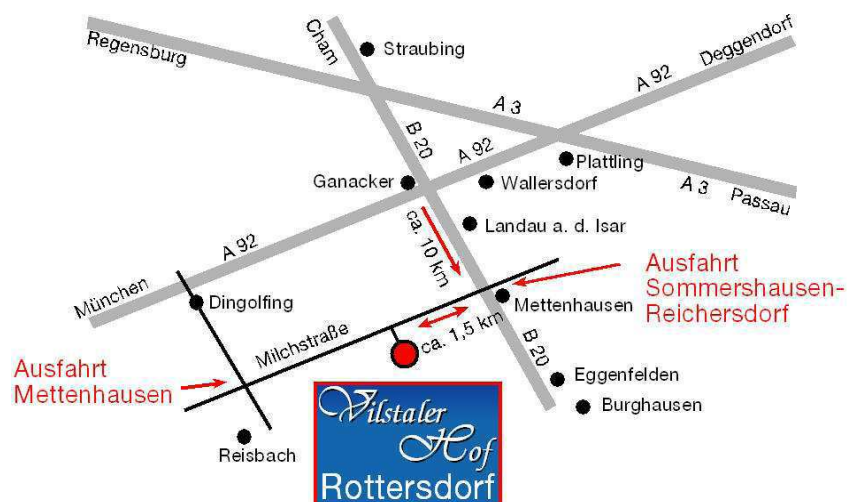 Regensburg
Cham
Straubing
Deggendorf
A 92
A 3
B 20
A 92
Plattling
Ganacker
Wallersdorf
A 3
Passau
ca. 10 km
Landau a. d. Isar
A 92
München
Dingolfing
Ausfahrt
Sommershausen-
Reichersdorf
Mettenhausen
Milchstraße
ca. 1,5 km
B 20
Ausfahrt
Mettenhausen
Eggenfelden
Burghausen
Reisbach
Vilstaler
Hof
Rottersdorf